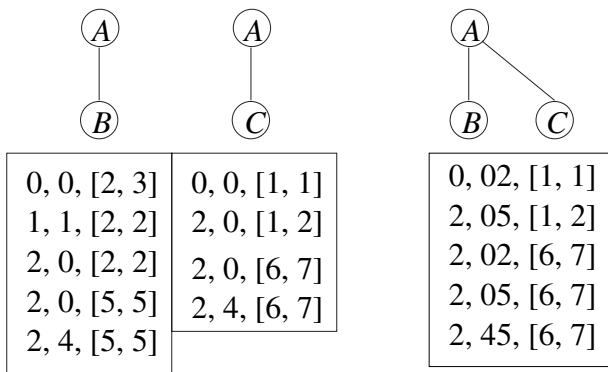 A
A
A
B
C
B
C
0, 0, [2, 3]
1, 1, [2, 2]
2, 0, [2, 2]
2, 0, [5, 5]
2, 4, [5, 5]
0, 0, [1, 1]
2, 0, [1, 2]
2, 0, [6, 7]
2, 4, [6, 7]
0, 02, [1, 1]
2, 05, [1, 2]
2, 02, [6, 7]
2, 05, [6, 7]
2, 45, [6, 7]